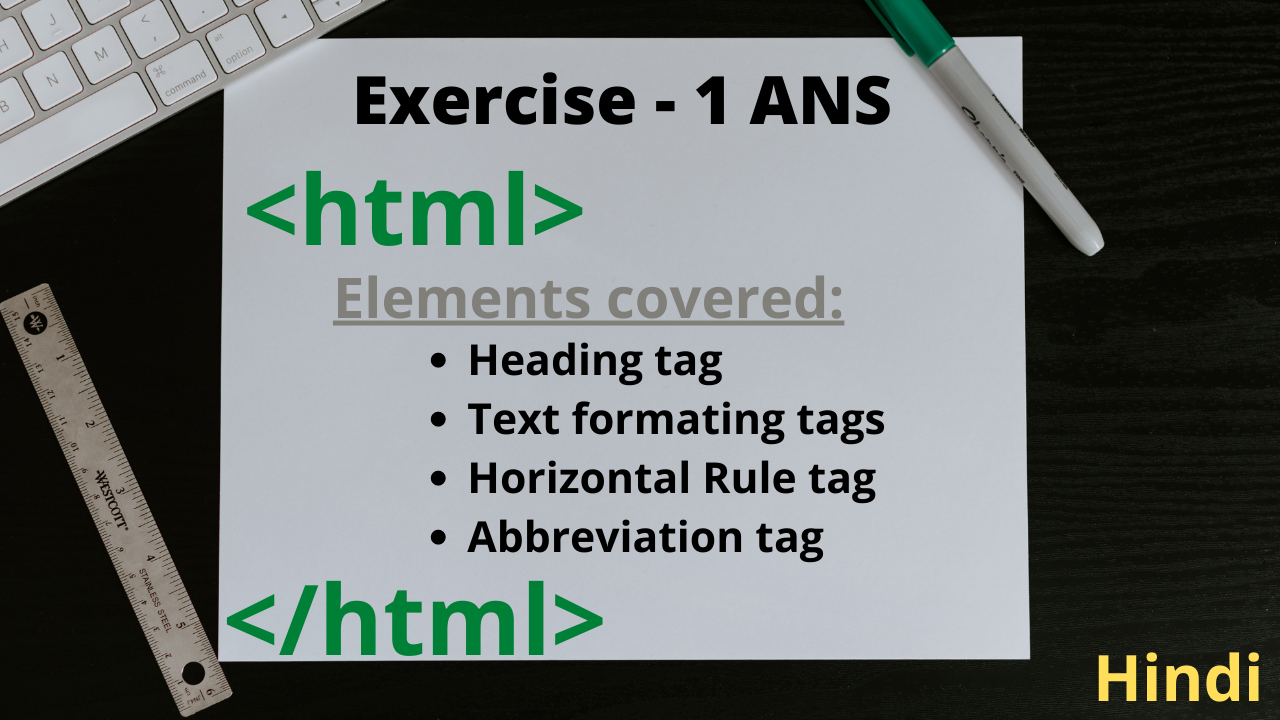 Exercise - 1 ANS
<html>
Elements covered:
• Heading tag
• Text formating tags
• Horizontal Rule tag
• Abbreviation tag
</html>
Hindi
J
H
N
M
B
<
,
⌘
command
alt
option
WESTCOTT
STAINLESS STEEL
1
2
3
4
5
6